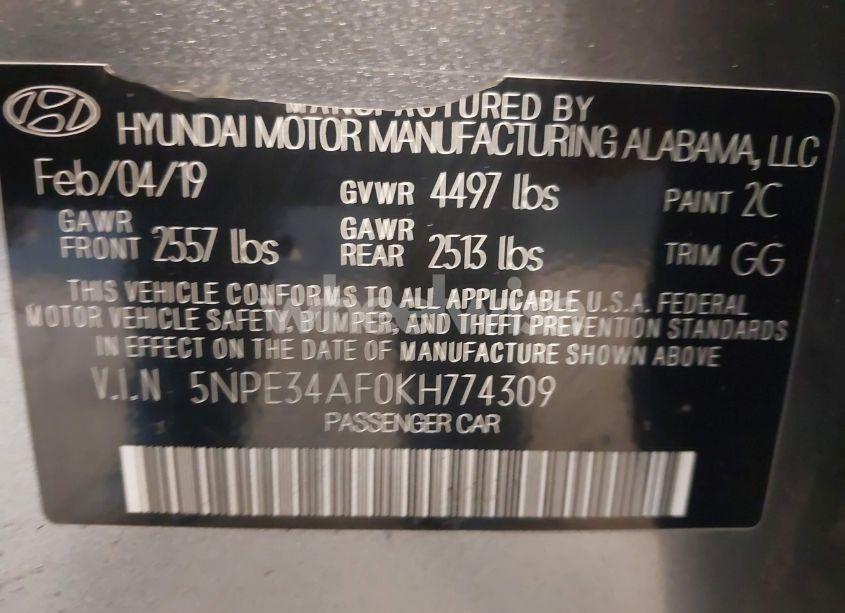 MANUFACTURED BY
HYUNDAI MOTOR MANUFACTURING ALABAMA, LLC
Feb/04/19 GVWR 4497 lbs PAINT 2C
GAWR FRONT 2557 lbs GAWR REAR 2513 lbs TRIM GG
THIS VEHICLE CONFORMS TO ALL APPLICABLE U.S.A. FEDERAL
MOTOR VEHICLE SAFETY, BUMPER, AND THEFT PREVENTION STANDARDS
IN EFFECT ON THE DATE OF MANUFACTURE SHOWN ABOVE
V.I.N 5NPE34AF0KH774309
PASSENGER CAR